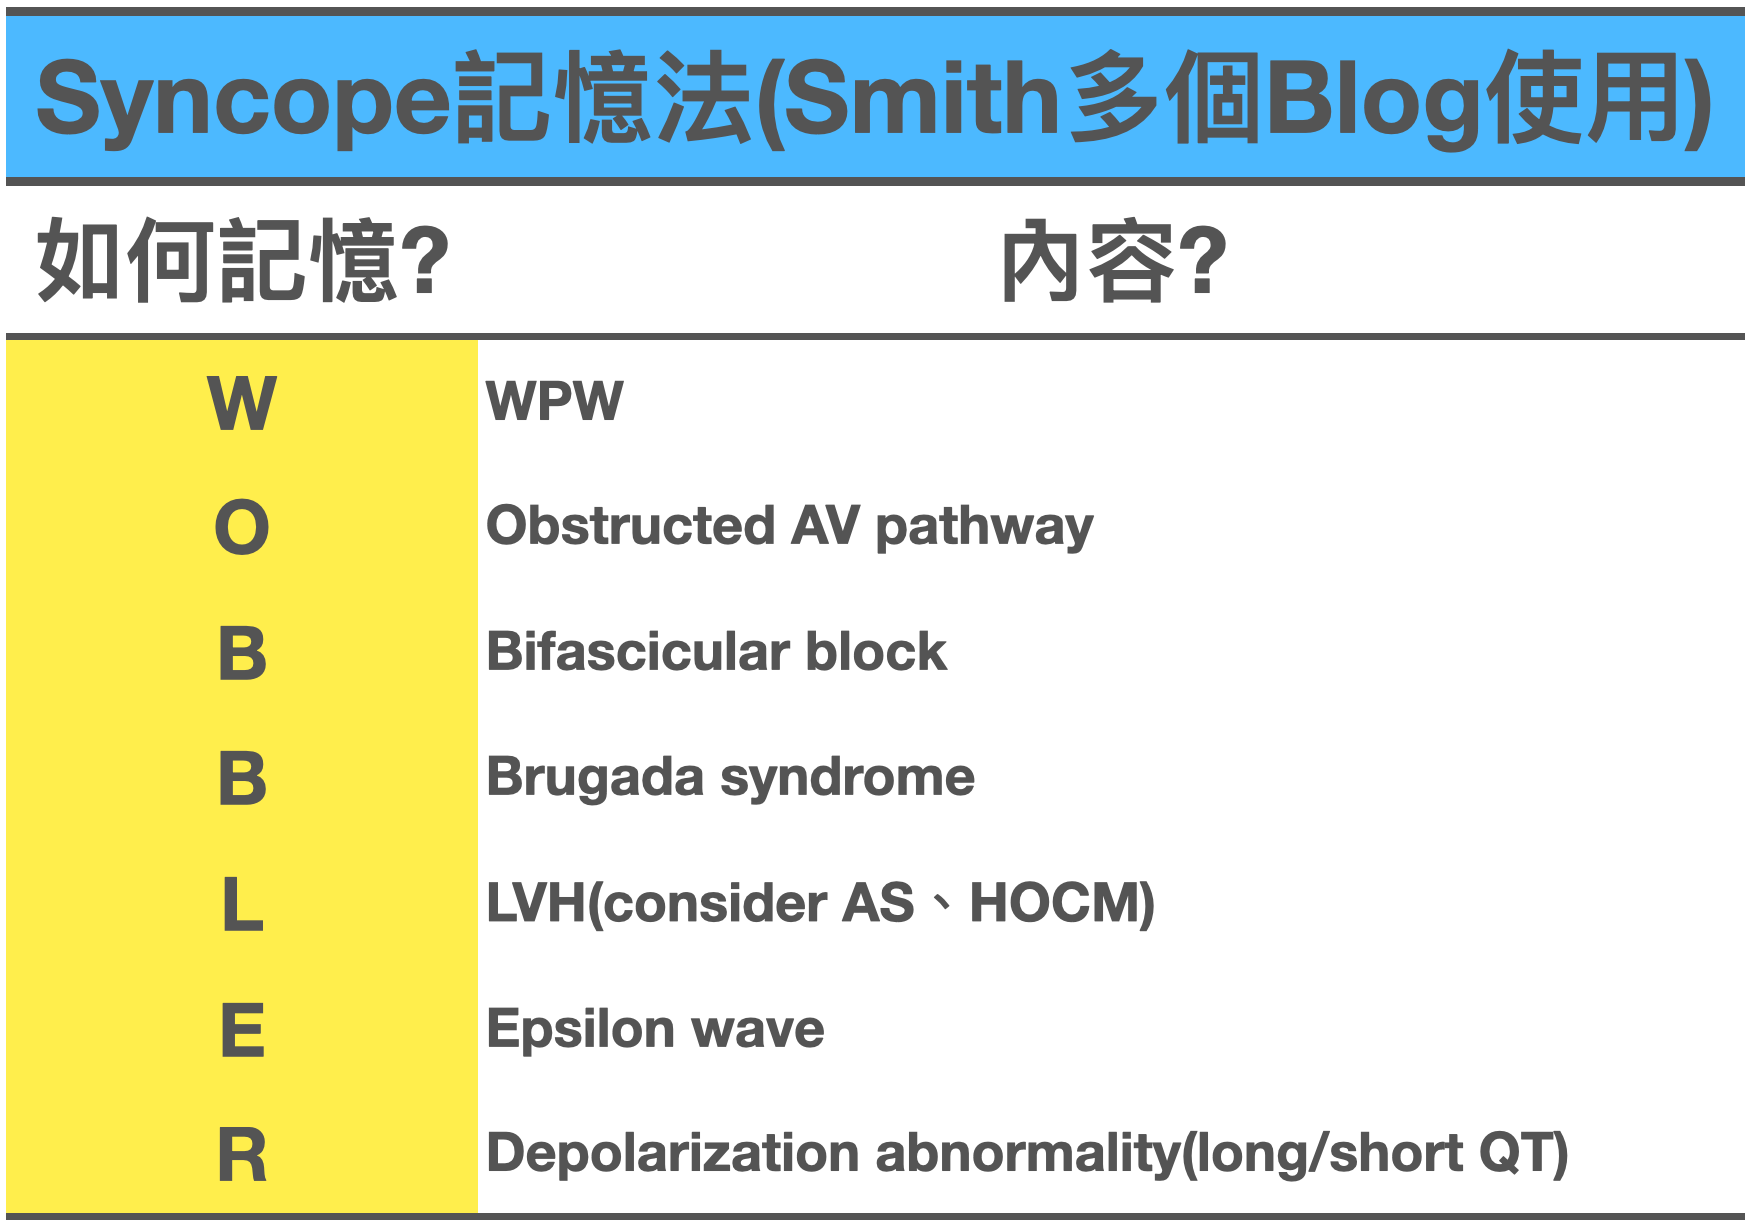 Syncope記憶法(Smith多個Blog使用)
如何記憶? 內容?
W WPW
O Obstructed AV pathway
B Bifascicular block
B Brugada syndrome
L LVH(consider AS、HOCM)
E Epsilon wave
R Depolarization abnormality(long/short QT)